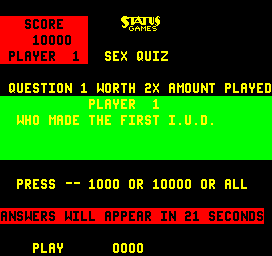 SCORE
10000
PLAYER 1
STATUS
GAMES
SEX QUIZ
QUESTION 1 WORTH 2X AMOUNT PLAYED
PLAYER 1
WHO MADE THE FIRST I.U.D.
PRESS -- 1000 OR 10000 OR ALL
ANSWERS WILL APPEAR IN 21 SECONDS
PLAY 0000